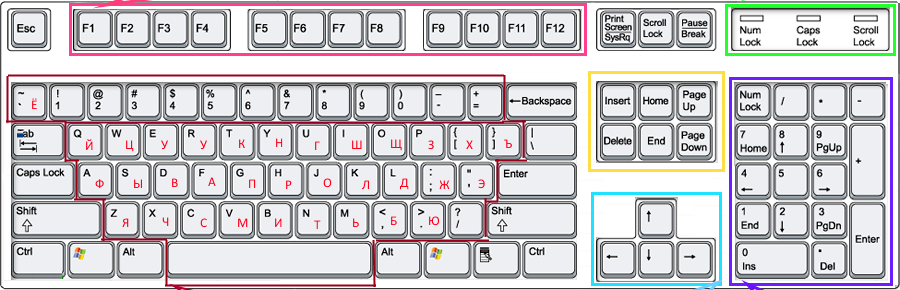 Esc F1 F2 F3 F4 F5 F6 F7 F8 F9 F10 F11 F12 Print Screen SysRq Scroll Lock Pause Break Num Lock Caps Lock Scroll Lock
~ ` Ё ! 1 @ 2 # 3 $ 4 % 5 ^ 6 & 7 * 8 ( 9 ) 0 _ - + = ←Backspace Insert Home Page Up Num Lock / * -
Tab Q Й W Ц E У R У T К Y Н U Г I Ш O Щ P З { [ Х } ] Ъ | \ Delete End Page Down 7 Home 8 ↑ 9 PgUp +
Caps Lock A Ф S Ы D В F А G П H Р J О K Л L Д : ; Ж " ' Э Enter 4 ← 5 6 →
Shift Z Я X Ч C С V М B И N Т M Ь < , Б > . Ю ? / Shift ↑ 1 End 2 ↓ 3 PgDn Enter
Ctrl Alt Alt Ctrl ← ↓ → 0 Ins . Del